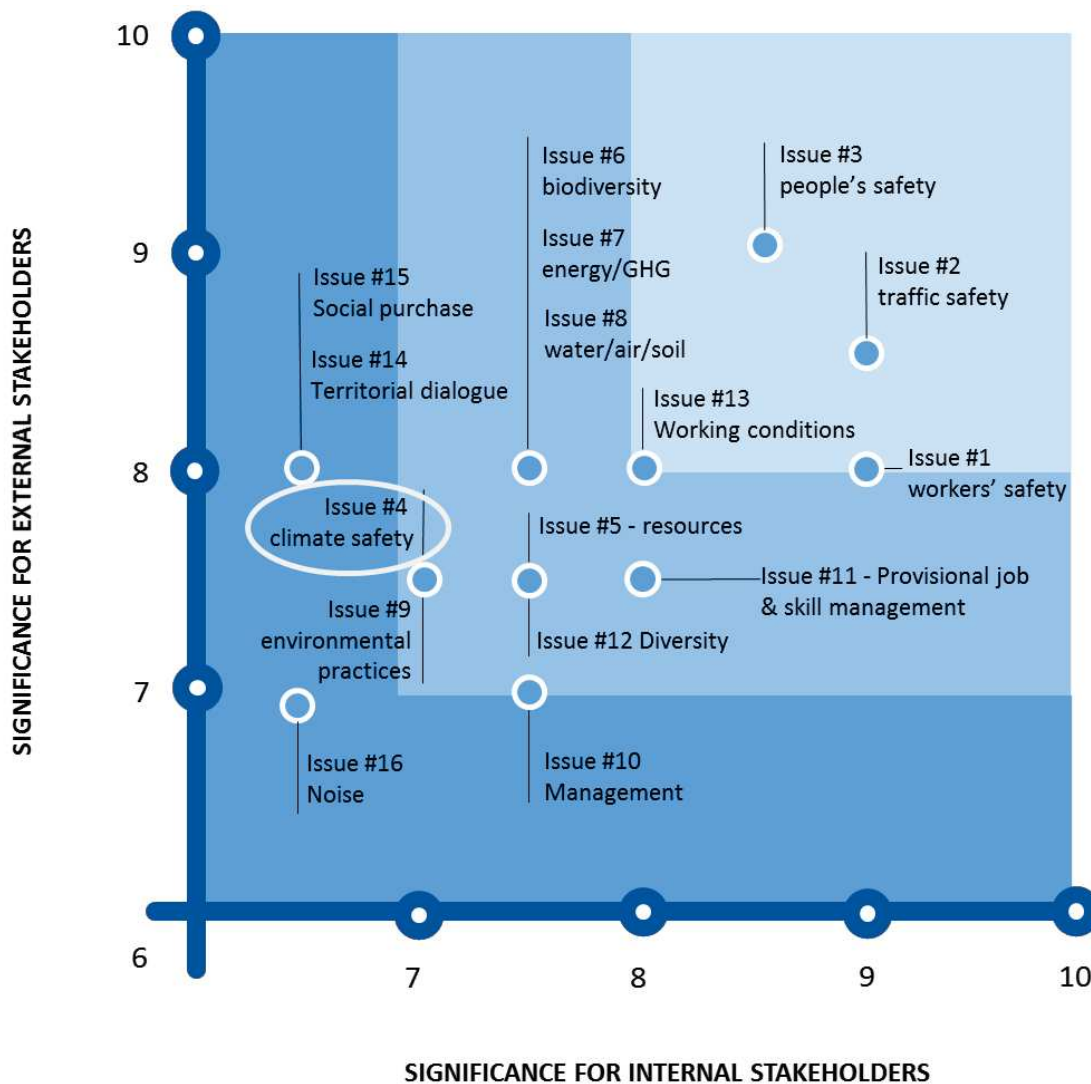 10
Issue #6
biodiversity
Issue #3
people's safety
9
Issue #7
energy/GHG
Issue #2
traffic safety
Issue #15
Social purchase
Issue #8
water/air/soil
Issue #14
Territorial dialogue
Issue #13
Working conditions
8
Issue #1
workers' safety
Issue #4
climate safety
Issue #5 - resources
Issue #11 - Provisional job
& skill management
Issue #9
environmental
practices
Issue #12 Diversity
7
Issue #16
Noise
Issue #10
Management
6
7
8
9
10
SIGNIFICANCE FOR EXTERNAL STAKEHOLDERS
SIGNIFICANCE FOR INTERNAL STAKEHOLDERS